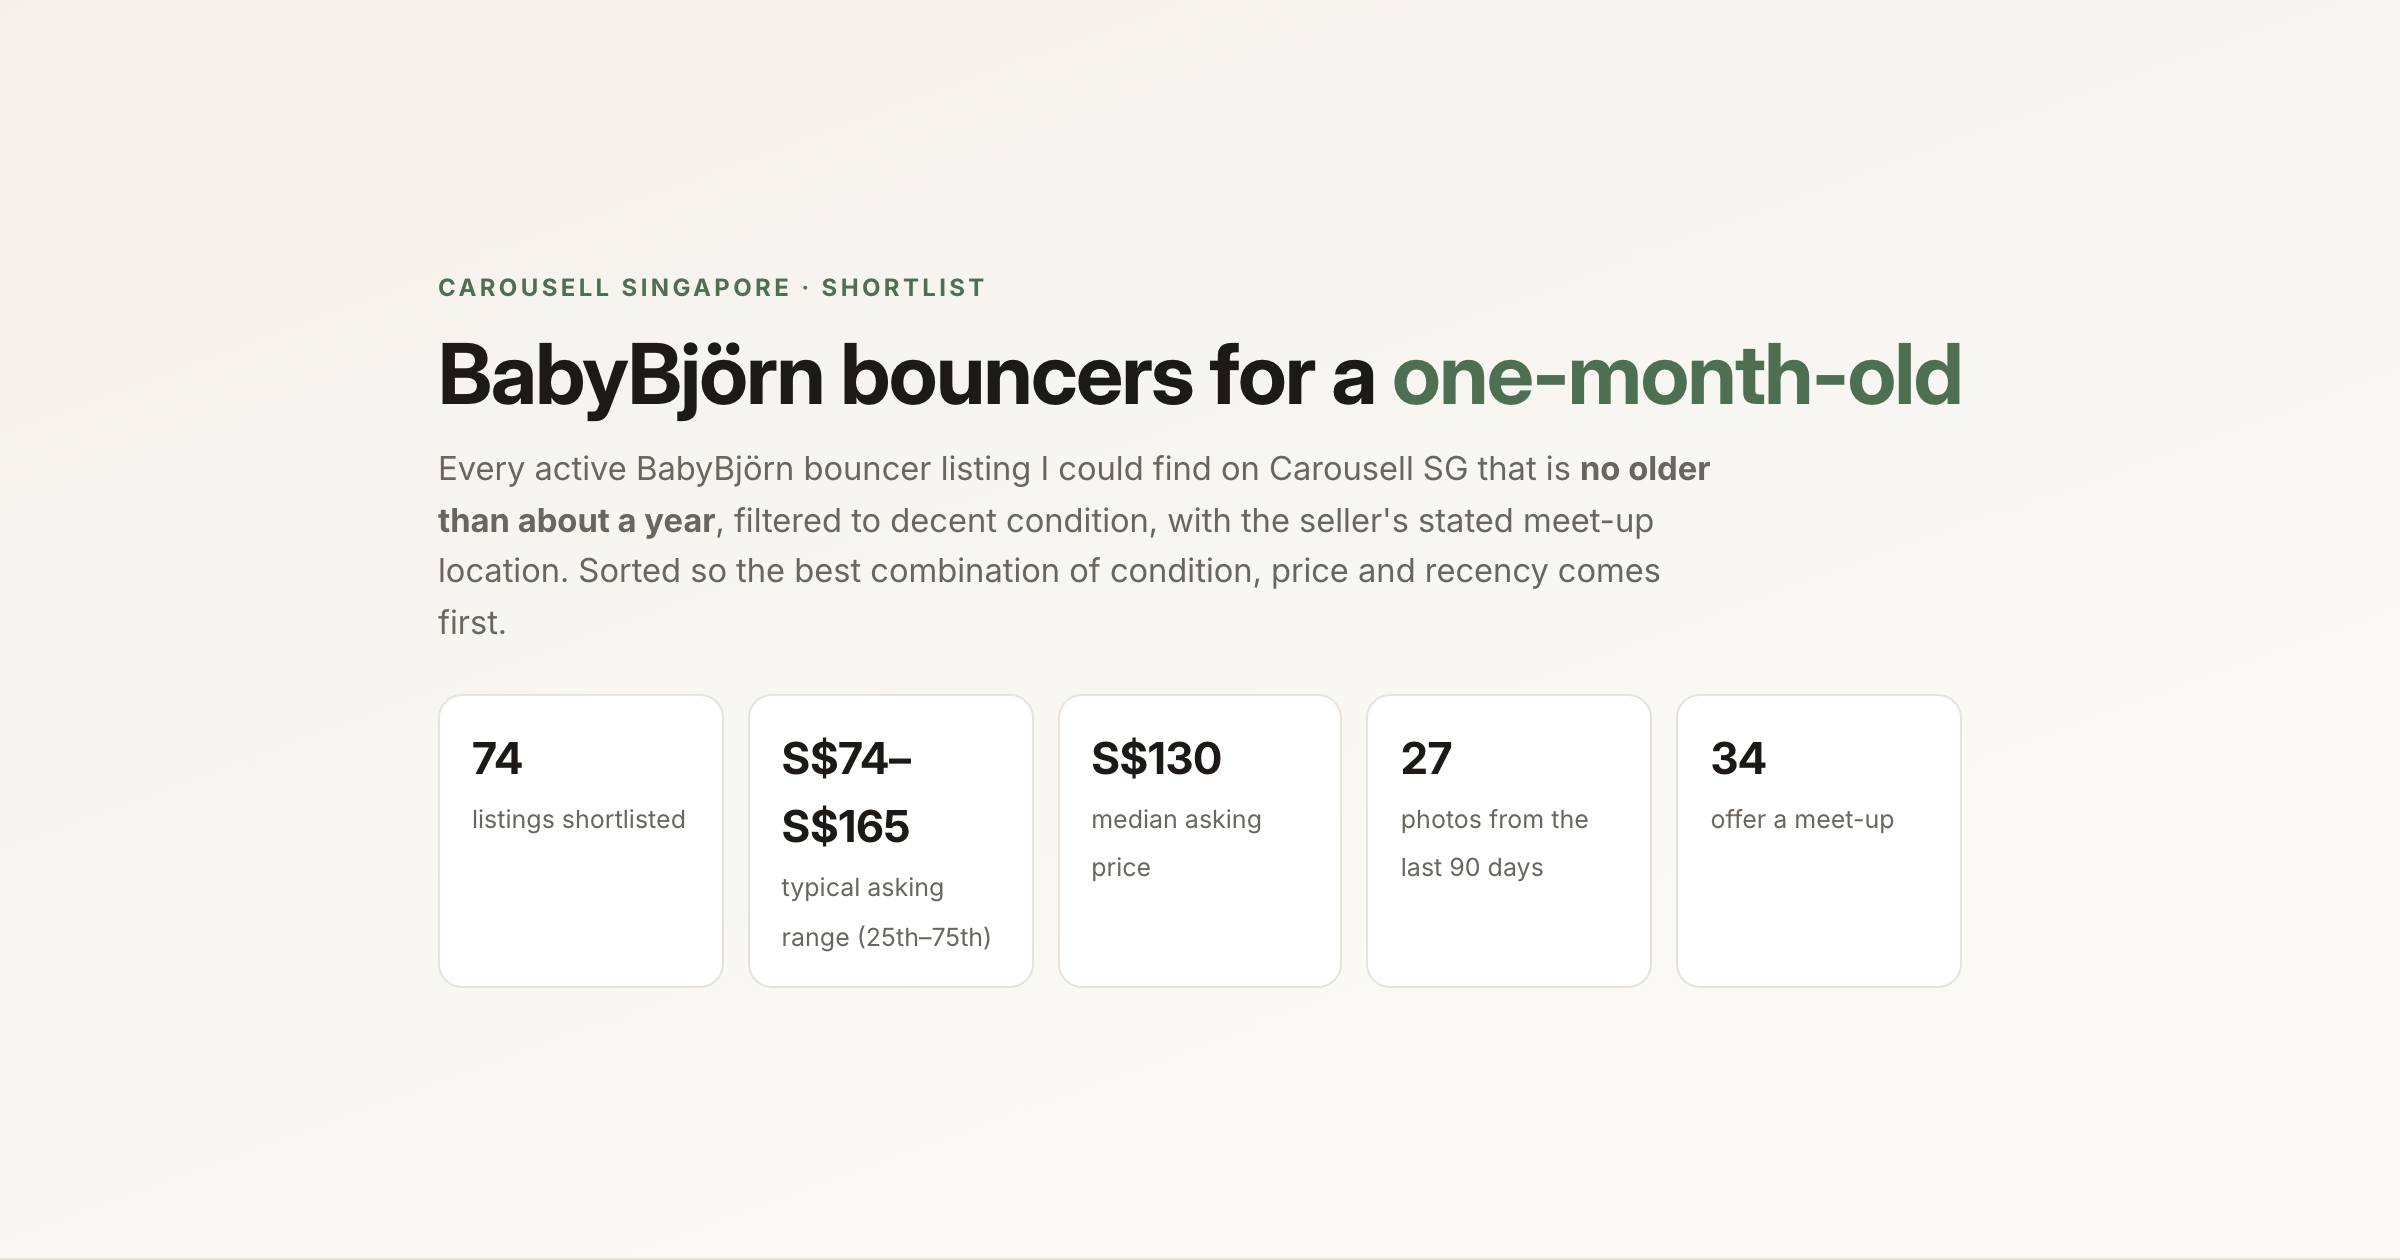 CAROUSELL SINGAPORE · SHORTLIST
BabyBjörn bouncers for a one-month-old
Every active BabyBjörn bouncer listing I could find on Carousell SG that is no older
than about a year, filtered to decent condition, with the seller's stated meet-up
location. Sorted so the best combination of condition, price and recency comes
first.
74
listings shortlisted
S$74–
S$165
typical asking
range (25th–75th)
S$130
median asking
price
27
photos from the
last 90 days
34
offer a meet-up